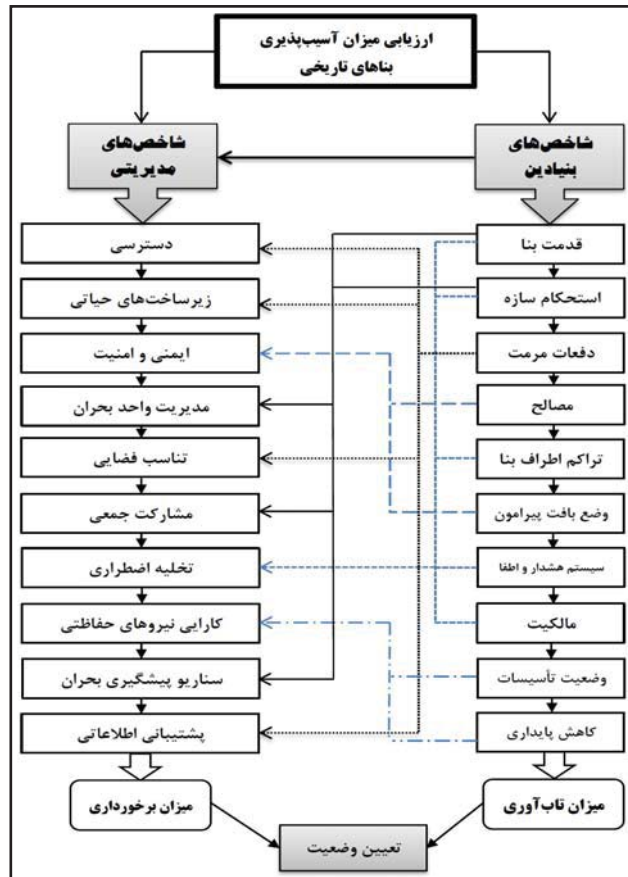 ارزیابی میزان آسیب‌پذیری
بناهای تاریخی
شاخص‌های
بنیادین
شاخص‌های
مدیریتی
قدمت بنا
استحکام سازه
دفعات مرمت
مصالح
تراکم اطراف بنا
وضع بافت پیرامون
سیستم هشدار و اطفا
مالکیت
وضعیت تأسیسات
کاهش پایداری
میزان تاب‌آوری
دسترسی
زیرساخت‌های حیاتی
ایمنی و امنیت
مدیریت واحد بحران
تناسب فضایی
مشارکت جمعی
تخلیه اضطراری
کارایی نیروهای حفاظتی
سناریو پیشگیری بحران
پشتیبانی اطلاعاتی
میزان برخورداری
تعیین وضعیت